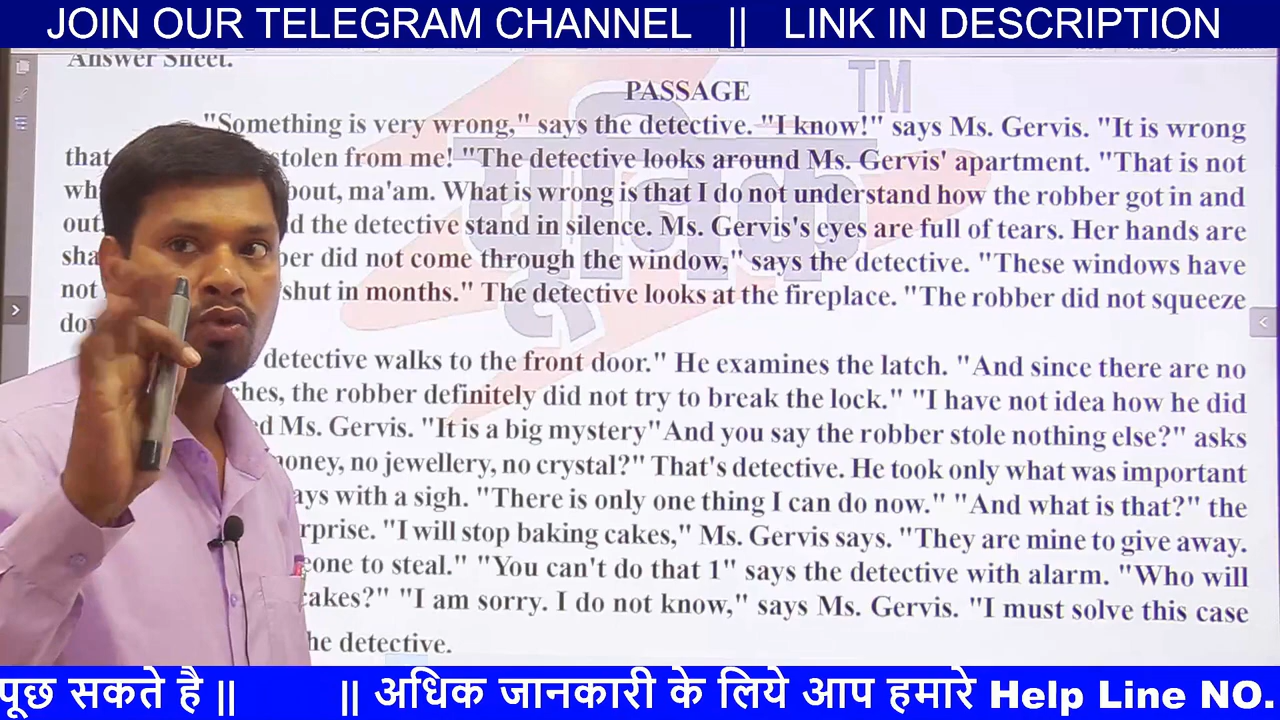 JOIN OUR TELEGRAM CHANNEL || LINK IN DESCRIPTION
Answer Sheet.
TM
PASSAGE
"Something is very wrong," says the detective. "I know!" says Ms. Gervis. "It is wrong
that stolen from me! "The detective looks around Ms. Gervis' apartment. "That is not
bout, ma'am. What is wrong is that I do not understand how the robber got in and
out d the detective stand in silence. Ms. Gervis's eyes are full of tears. Her hands are
sha ber did not come through the window," says the detective. "These windows have
not shut in months." The detective looks at the fireplace. "The robber did not squeeze
detective walks to the front door." He examines the latch. "And since there are no
ches, the robber definitely did not try to break the lock." "I have not idea how he did
ed Ms. Gervis. "It is a big mystery"And you say the robber stole nothing else?" asks
money, no jewellery, no crystal?" That's detective. He took only what was important
ays with a sigh. "There is only one thing I can do now." "And what is that?" the
rprise. "I will stop baking cakes," Ms. Gervis says. "They are mine to give away.
eone to steal." "You can't do that 1" says the detective with alarm. "Who will
cakes?" "I am sorry. I do not know," says Ms. Gervis. "I must solve this case
he detective.
पूछ सकते है || || अधिक जानकारी के लिये आप हमारे Help Line NO.